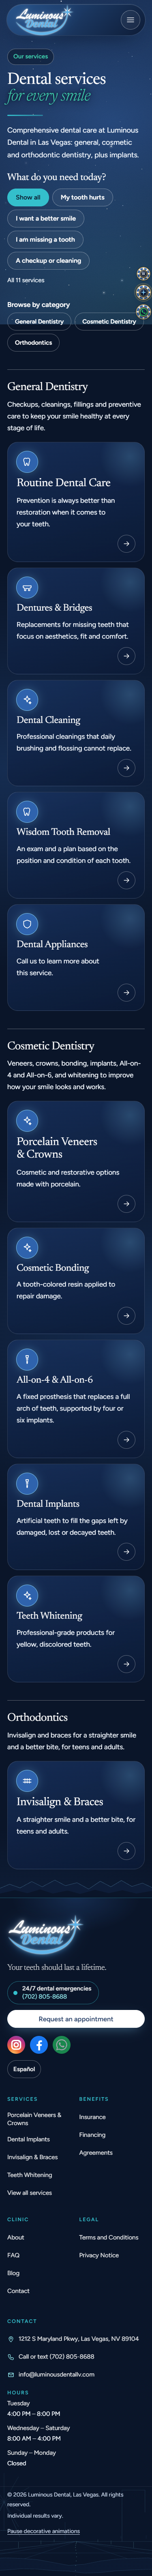 Luminous
Dental
Our services
Dental services
for every smile
Comprehensive dental care at Luminous
Dental in Las Vegas: general, cosmetic
and orthodontic dentistry, plus implants.
What do you need today?
Show all
My tooth hurts
I want a better smile
I am missing a tooth
A checkup or cleaning
All 11 services
Browse by category
General Dentistry
Cosmetic Dentistry
Orthodontics
General Dentistry
Checkups, cleanings, fillings and preventive
care to keep your smile healthy at every
stage of life.
Routine Dental Care
Prevention is always better than
restoration when it comes to
your teeth.
Dentures & Bridges
Replacements for missing teeth that
focus on aesthetics, fit and comfort.
Dental Cleaning
Professional cleanings that daily
brushing and flossing cannot replace.
Wisdom Tooth Removal
An exam and a plan based on the
position and condition of each tooth.
Dental Appliances
Call us to learn more about
this service.
Cosmetic Dentistry
Veneers, crowns, bonding, implants, All-on-
4 and All-on-6, and whitening to improve
how your smile looks and works.
Porcelain Veneers
& Crowns
Cosmetic and restorative options
made with porcelain.
Cosmetic Bonding
A tooth-colored resin applied to
repair damage.
All-on-4 & All-on-6
A fixed prosthesis that replaces a full
arch of teeth, supported by four or
six implants.
Dental Implants
Artificial teeth to fill the gaps left by
damaged, lost or decayed teeth.
Teeth Whitening
Professional-grade products for
yellow, discolored teeth.
Orthodontics
Invisalign and braces for a straighter smile
and a better bite, for teens and adults.
Invisalign & Braces
A straighter smile and a better bite, for
teens and adults.
Luminous
Dental
Your teeth should last a lifetime.
24/7 dental emergencies
(702) 805-8688
Request an appointment
Español
SERVICES
Porcelain Veneers &
Crowns
Dental Implants
Invisalign & Braces
Teeth Whitening
View all services
BENEFITS
Insurance
Financing
Agreements
CLINIC
About
FAQ
Blog
Contact
LEGAL
Terms and Conditions
Privacy Notice
CONTACT
1212 S Maryland Pkwy, Las Vegas, NV 89104
Call or text (702) 805-8688
info@luminousdentallv.com
HOURS
Tuesday
4:00 PM – 8:00 PM
Wednesday – Saturday
8:00 AM – 4:00 PM
Sunday – Monday
Closed
© 2026 Luminous Dental, Las Vegas. All rights
reserved.
Individual results vary.
Pause decorative animations